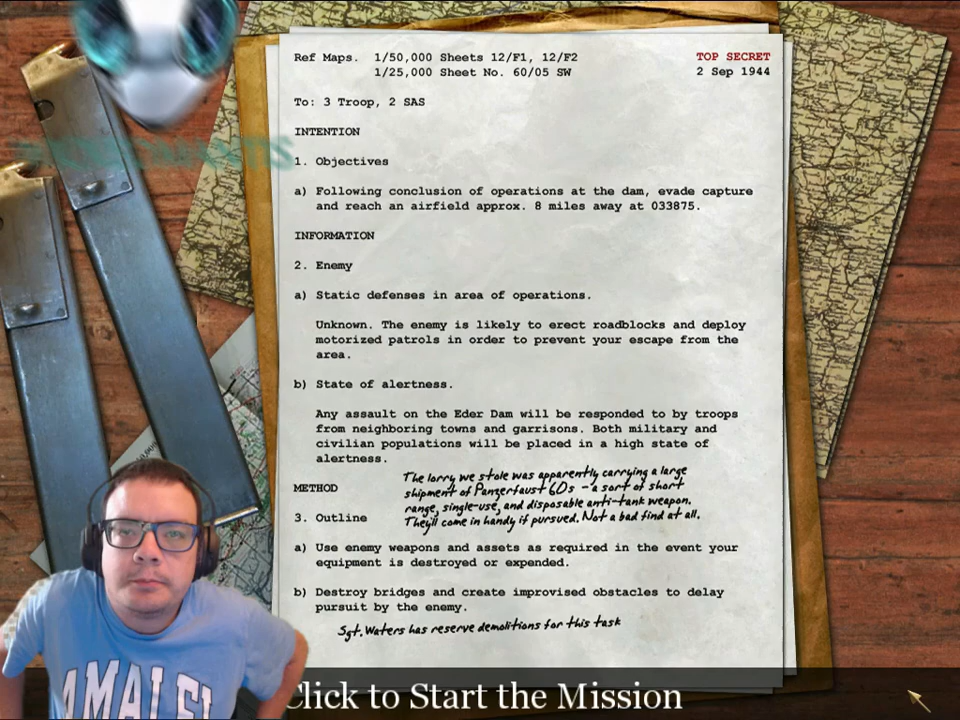 Ref Maps. 1/50,000 Sheets 12/F1, 12/F2
TOP SECRET
1/25,000 Sheet No. 60/05 SW
2 Sep 1944
To: 3 Troop, 2 SAS
INTENTION
1. Objectives
a) Following conclusion of operations at the dam, evade capture
and reach an airfield approx. 8 miles away at 033875.
INFORMATION
2. Enemy
a) Static defenses in area of operations.
Unknown. The enemy is likely to erect roadblocks and deploy
motorized patrols in order to prevent your escape from the
area.
b) State of alertness.
Any assault on the Eder Dam will be responded to by troops
from neighboring towns and garrisons. Both military and
civilian populations will be placed in a high state of
alertness.
The lorry we stole was apparently carrying a large
shipment of Panzerfaust 60s - a sort of short
range, single-use, and disposable anti-tank weapon.
They'll come in handy if pursued. Not a bad find at all.
METHOD
3. Outline
a) Use enemy weapons and assets as required in the event your
equipment is destroyed or expended.
b) Destroy bridges and create improvised obstacles to delay
pursuit by the enemy.
Sgt. Waters has reserve demolitions for this task
AMALFI
Click to Start the Mission